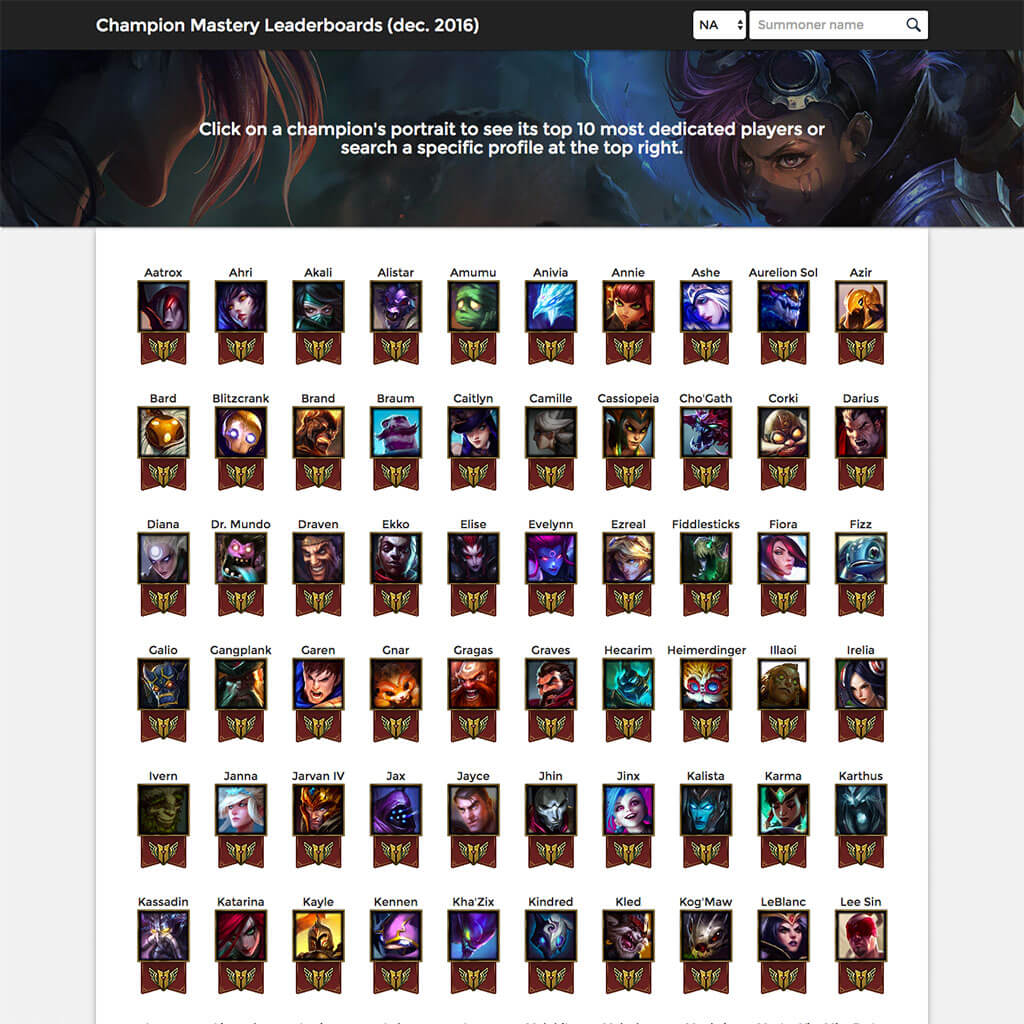 Champion Mastery Leaderboards (dec. 2016)
NA
Summoner name
Click on a champion's portrait to see its top 10 most dedicated players or
search a specific profile at the top right.
Aatrox Ahri Akali Alistar Amumu Anivia Annie Ashe Aurelion Sol Azir
Bard Blitzcrank Brand Braum Caitlyn Camille Cassiopeia Cho'Gath Corki Darius
Diana Dr. Mundo Draven Ekko Elise Evelynn Ezreal Fiddlesticks Fiora Fizz
Galio Gangplank Garen Gnar Gragas Graves Hecarim Heimerdinger Illaoi Irelia
Ivern Janna Jarvan IV Jax Jayce Jhin Jinx Kalista Karma Karthus
Kassadin Katarina Kayle Kennen Kha'Zix Kindred Kled Kog'Maw LeBlanc Lee Sin